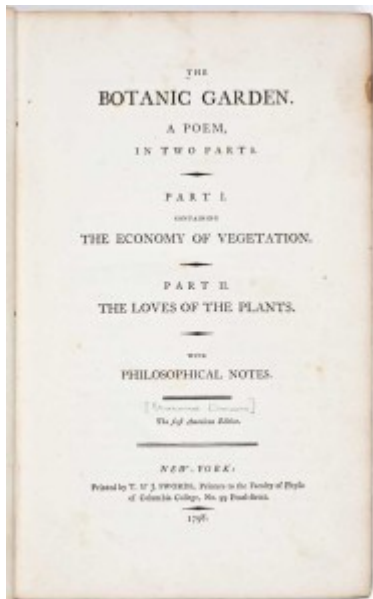 THE
BOTANIC GARDEN.
A POEM,
IN TWO PARTS.
PART I.
CONTAINING
THE ECONOMY OF VEGETATION.
PART II.
THE LOVES OF THE PLANTS.
WITH
PHILOSOPHICAL NOTES.
The first American Edition.
NEW-YORK:
Printed by T. & J. SWORDS, Printers to the Faculty of Physic
of Columbia College, No. 99 Pearl-street.
1798.